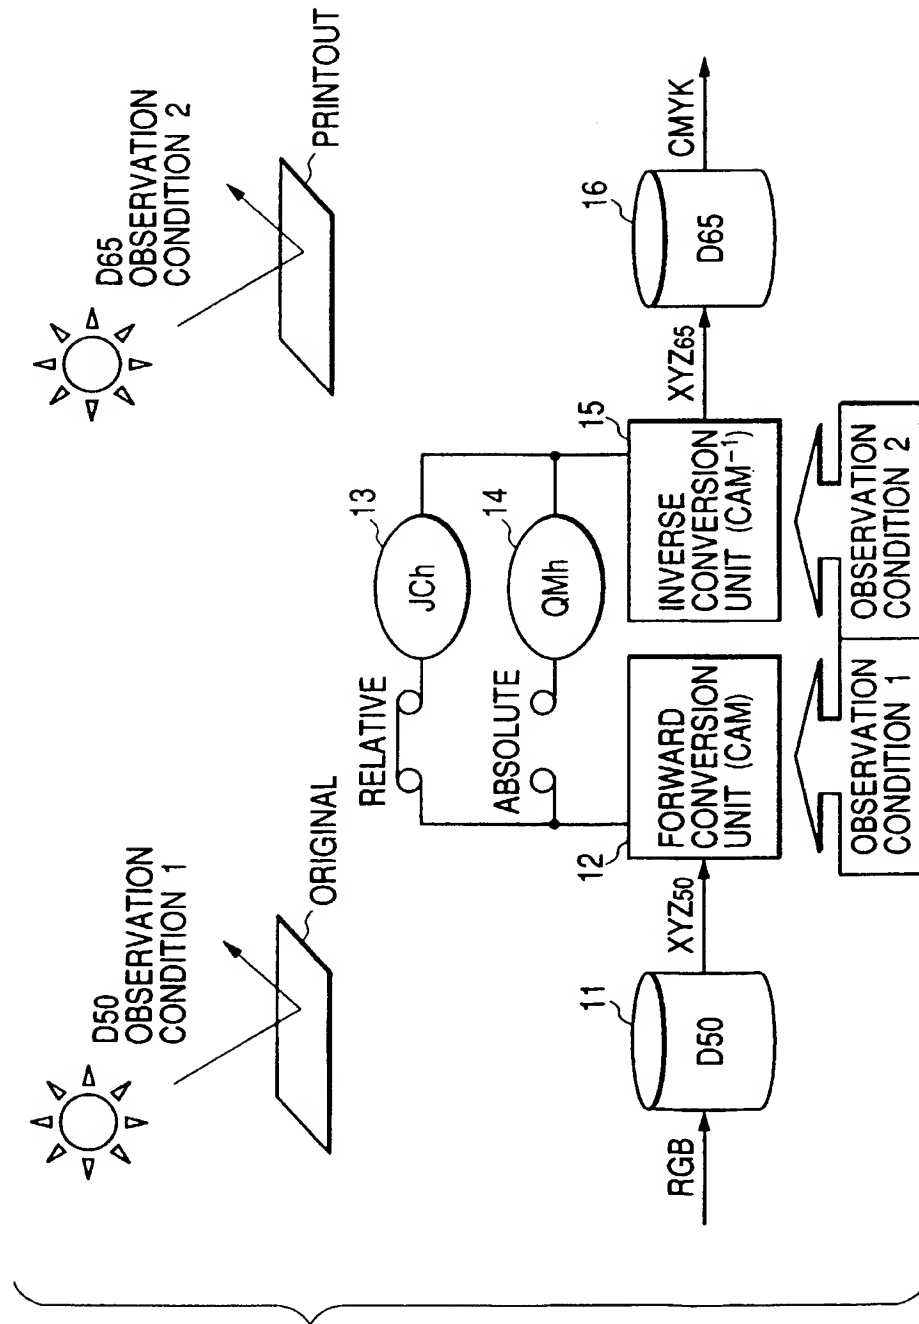 D50
OBSERVATION
CONDITION 1
ORIGINAL
D65
OBSERVATION
CONDITION 2
PRINTOUT
RELATIVE
JCh
13
ABSOLUTE
QMh
14
RGB
D50
11
XYZ50
12
FORWARD
CONVERSION
UNIT (CAM)
15
INVERSE
CONVERSION
UNIT (CAM⁻¹)
XYZ65
16
D65
CMYK
OBSERVATION
CONDITION 1
OBSERVATION
CONDITION 2